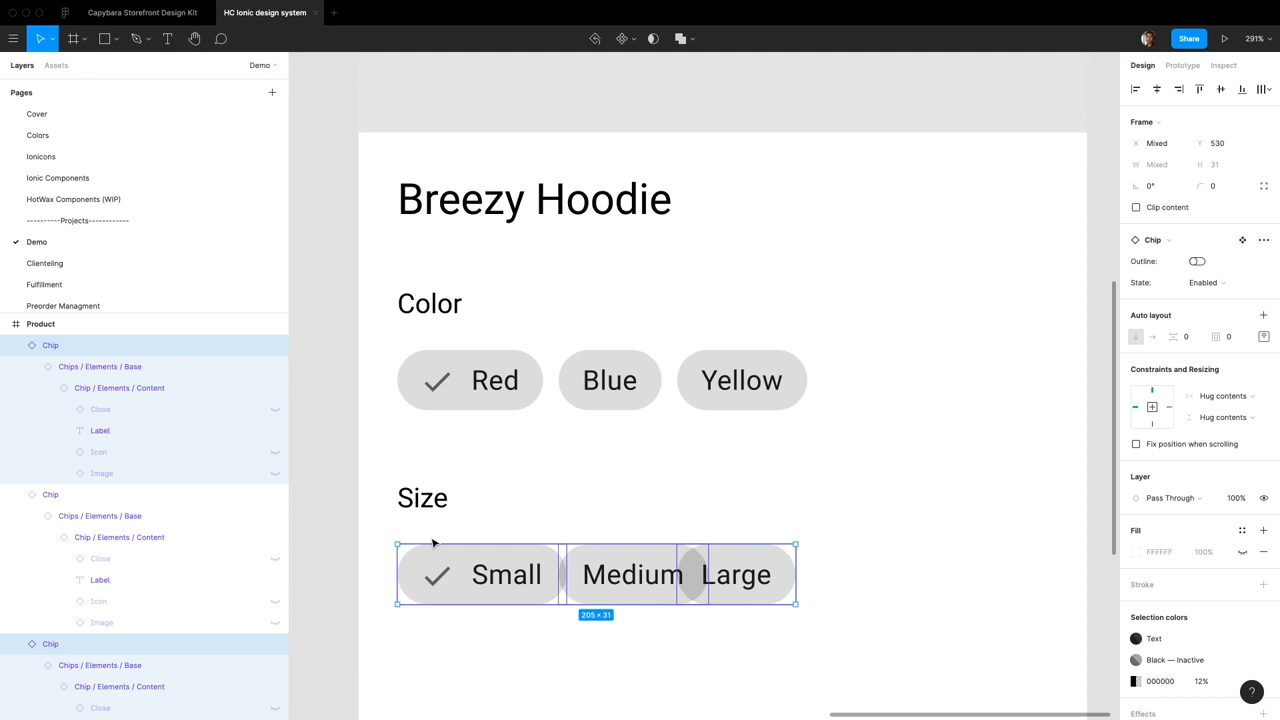 Capybara Storefront Design Kit
HC Ionic design system
Share
291%
Layers
Assets
Demo
Pages
Cover
Colors
Ionicons
Ionic Components
HotWax Components (WIP)
-----------Projects------------
Demo
Clienteling
Fulfillment
Preorder Managment
Product
Chip
Chips / Elements / Base
Chip / Elements / Content
Close
Label
Icon
Image
Chip
Chips / Elements / Base
Chip / Elements / Content
Close
Label
Icon
Image
Chip
Chips / Elements / Base
Chip / Elements / Content
Close
Breezy Hoodie
Color
Red
Blue
Yellow
Size
Small
Medium
Large
205 × 31
Design
Prototype
Inspect
Frame
X Mixed Y 530
W Mixed H 31
0° 0
Clip content
Chip
Outline:
State: Enabled
Auto layout
0 0
Constraints and Resizing
Hug contents
Hug contents
Fix position when scrolling
Layer
Pass Through 100%
Fill
FFFFFF 100%
Stroke
Selection colors
Text
Black — Inactive
000000 12%
Effects
?